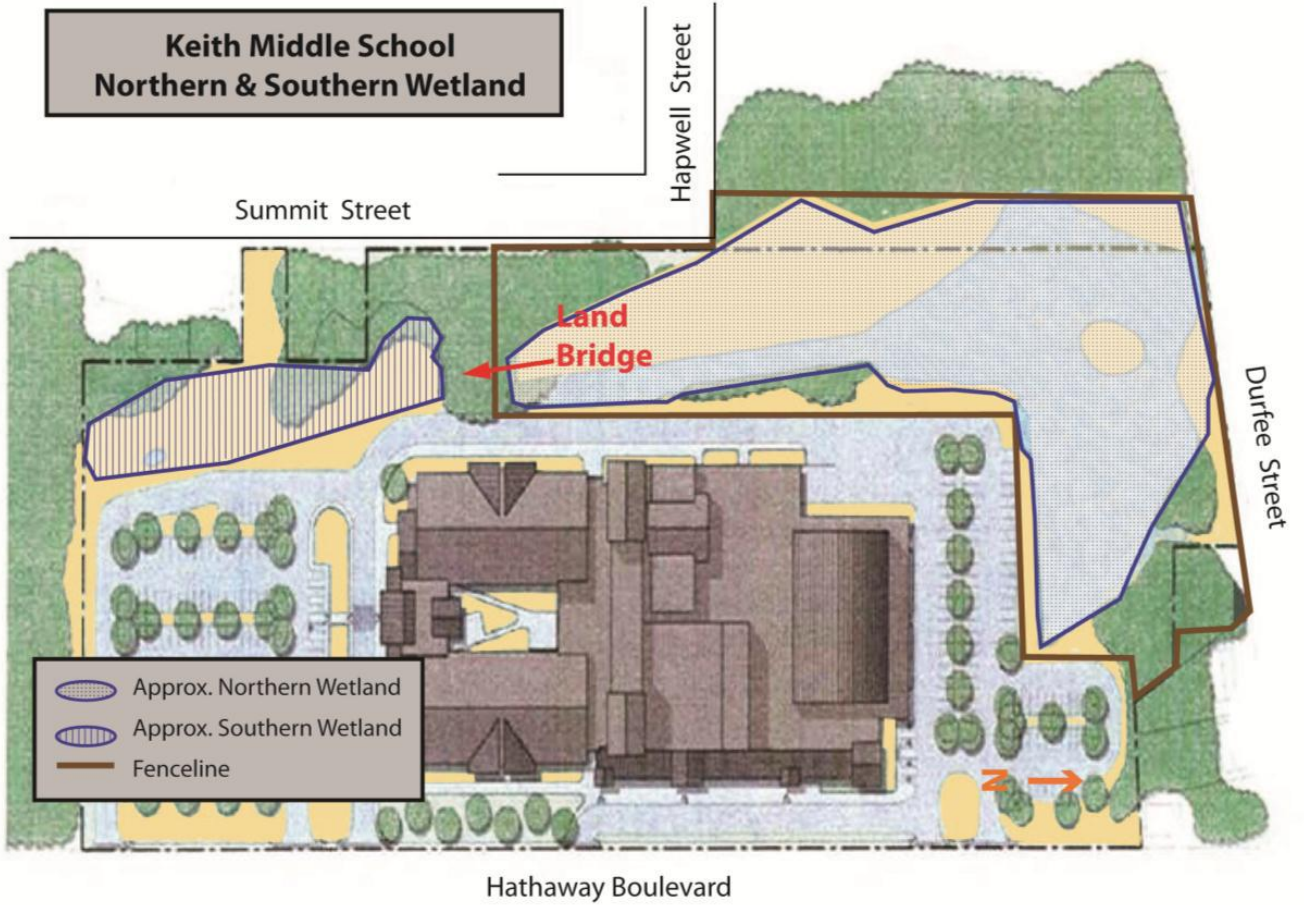 Keith Middle School
Northern & Southern Wetland
Hapwell Street
Summit Street
Land
Bridge
Durfee Street
Approx. Northern Wetland
Approx. Southern Wetland
Fenceline
N
Hathaway Boulevard